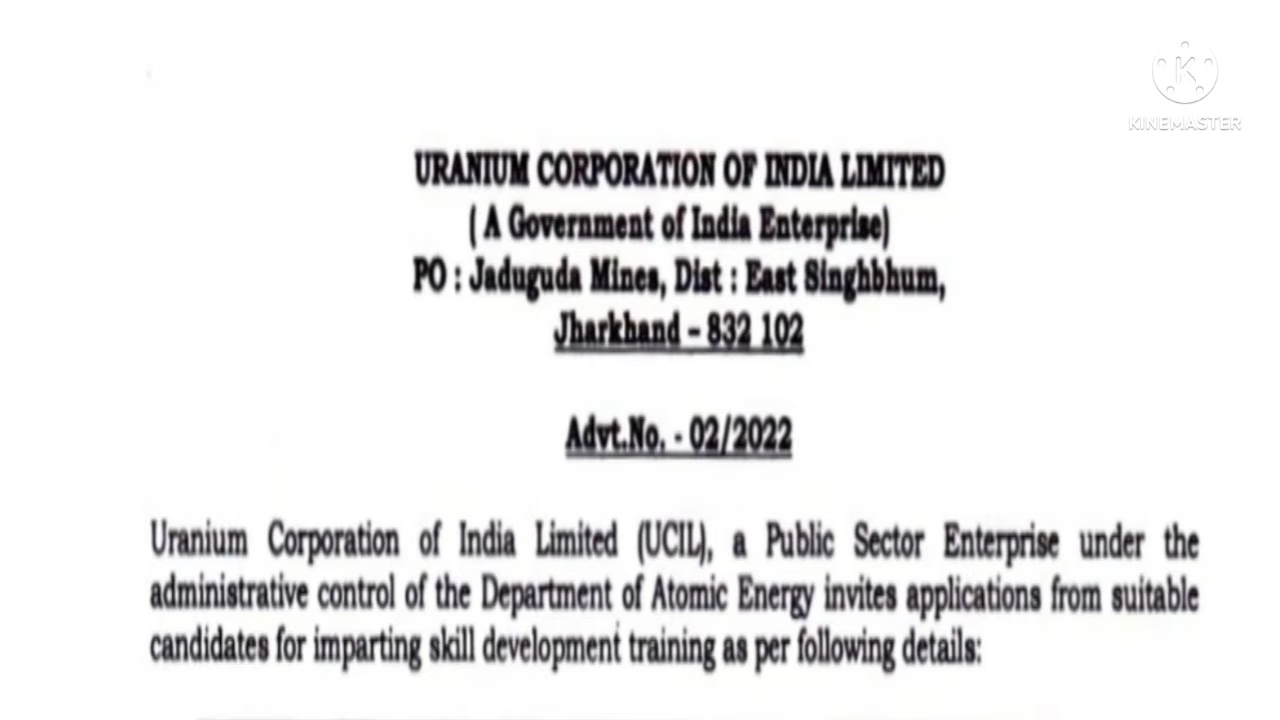 KINEMASTER
URANIUM CORPORATION OF INDIA LIMITED
( A Government of India Enterprise)
PO : Jaduguda Mines, Dist : East Singhbhum,
Jharkhand – 832 102
Advt.No. - 02/2022
Uranium Corporation of India Limited (UCIL), a Public Sector Enterprise under the
administrative control of the Department of Atomic Energy invites applications from suitable
candidates for imparting skill development training as per following details: